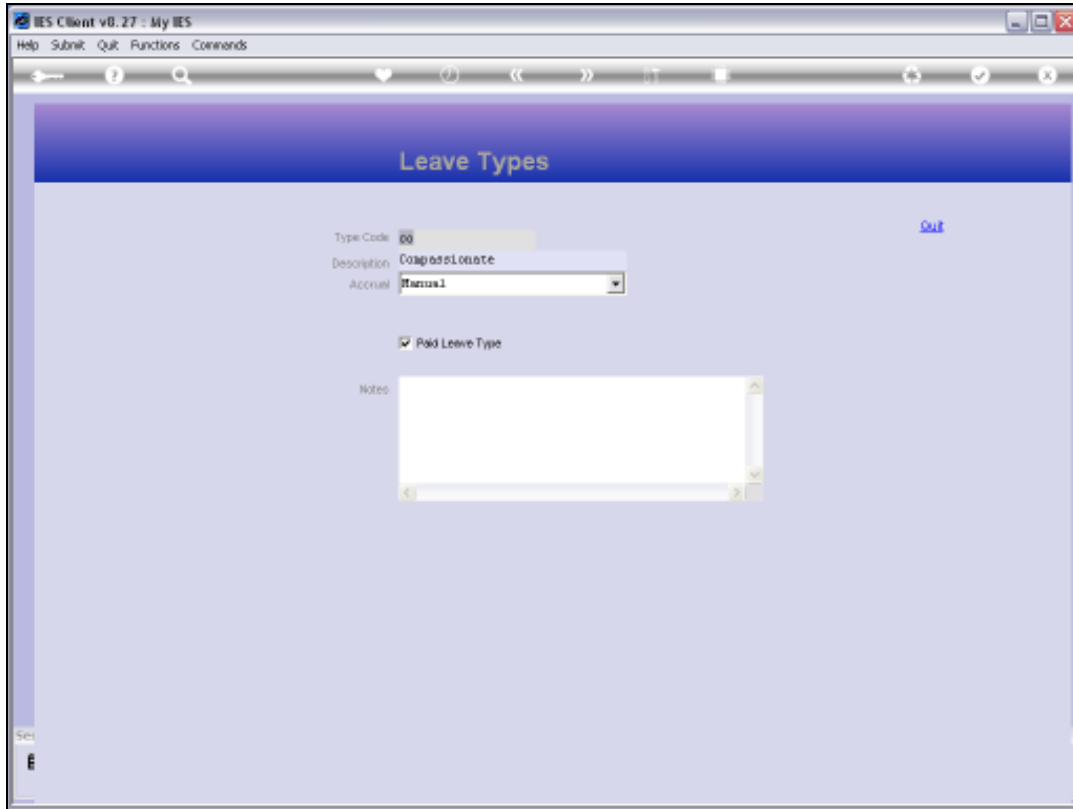 IES Client v8.27 : My IES
Help Submit Quit Functions Commands
Leave Types
Quit
Type Code co
Description Compassionate
Accrual Manual
Paid Leave Type
Notes